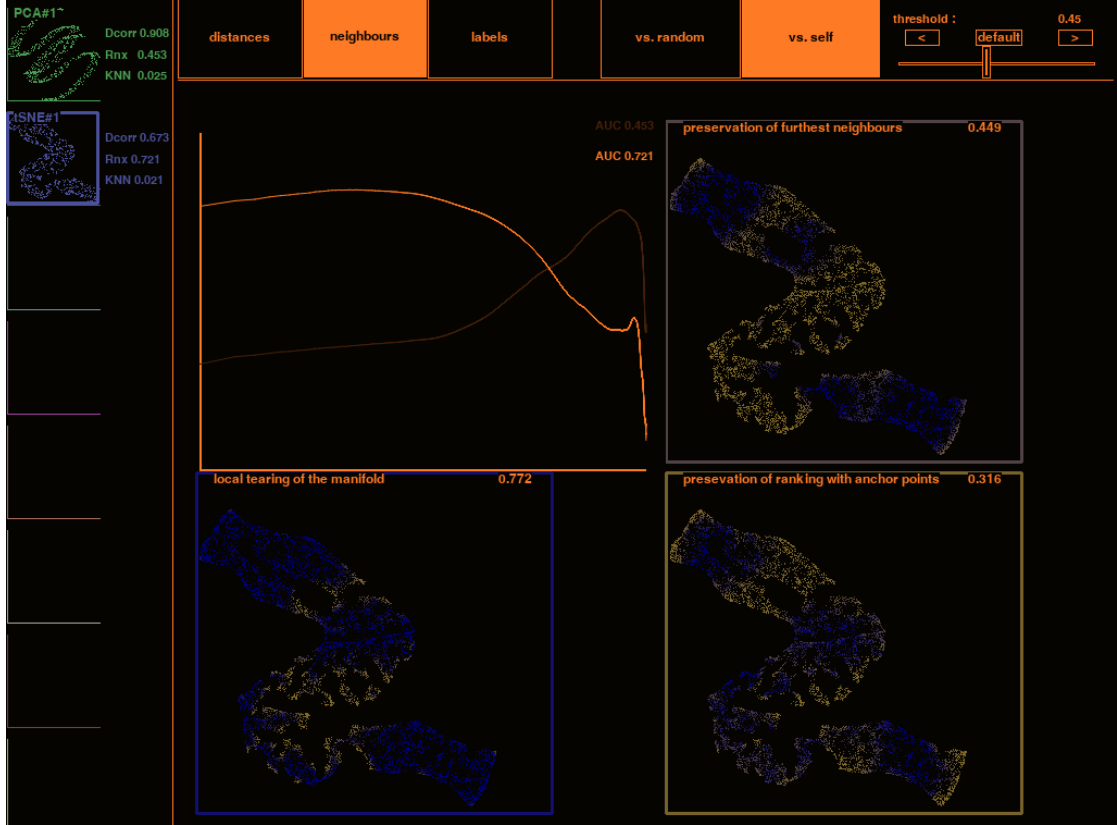 PCA#1
Dcorr 0.908
Rnx 0.453
KNN 0.025
tSNE#1
Dcorr 0.673
Rnx 0.721
KNN 0.021
distances neighbours labels vs. random vs. self
threshold : 0.45
< default >
AUC 0.453
AUC 0.721
preservation of furthest neighbours 0.449
local tearing of the manifold 0.772
presevation of ranking with anchor points 0.316